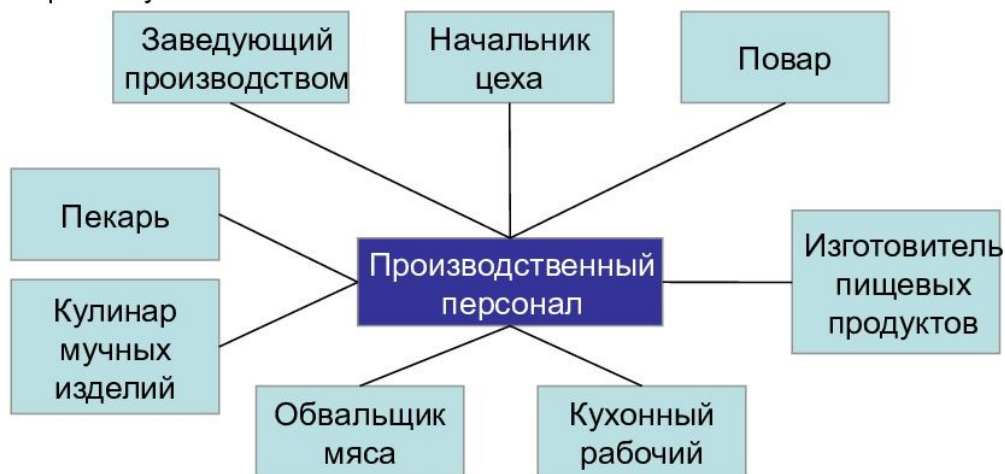 Заведующий
производством
Начальник
цеха
Повар
Пекарь
Производственный
персонал
Изготовитель
пищевых
продуктов
Кулинар
мучных
изделий
Обвальщик
мяса
Кухонный
рабочий